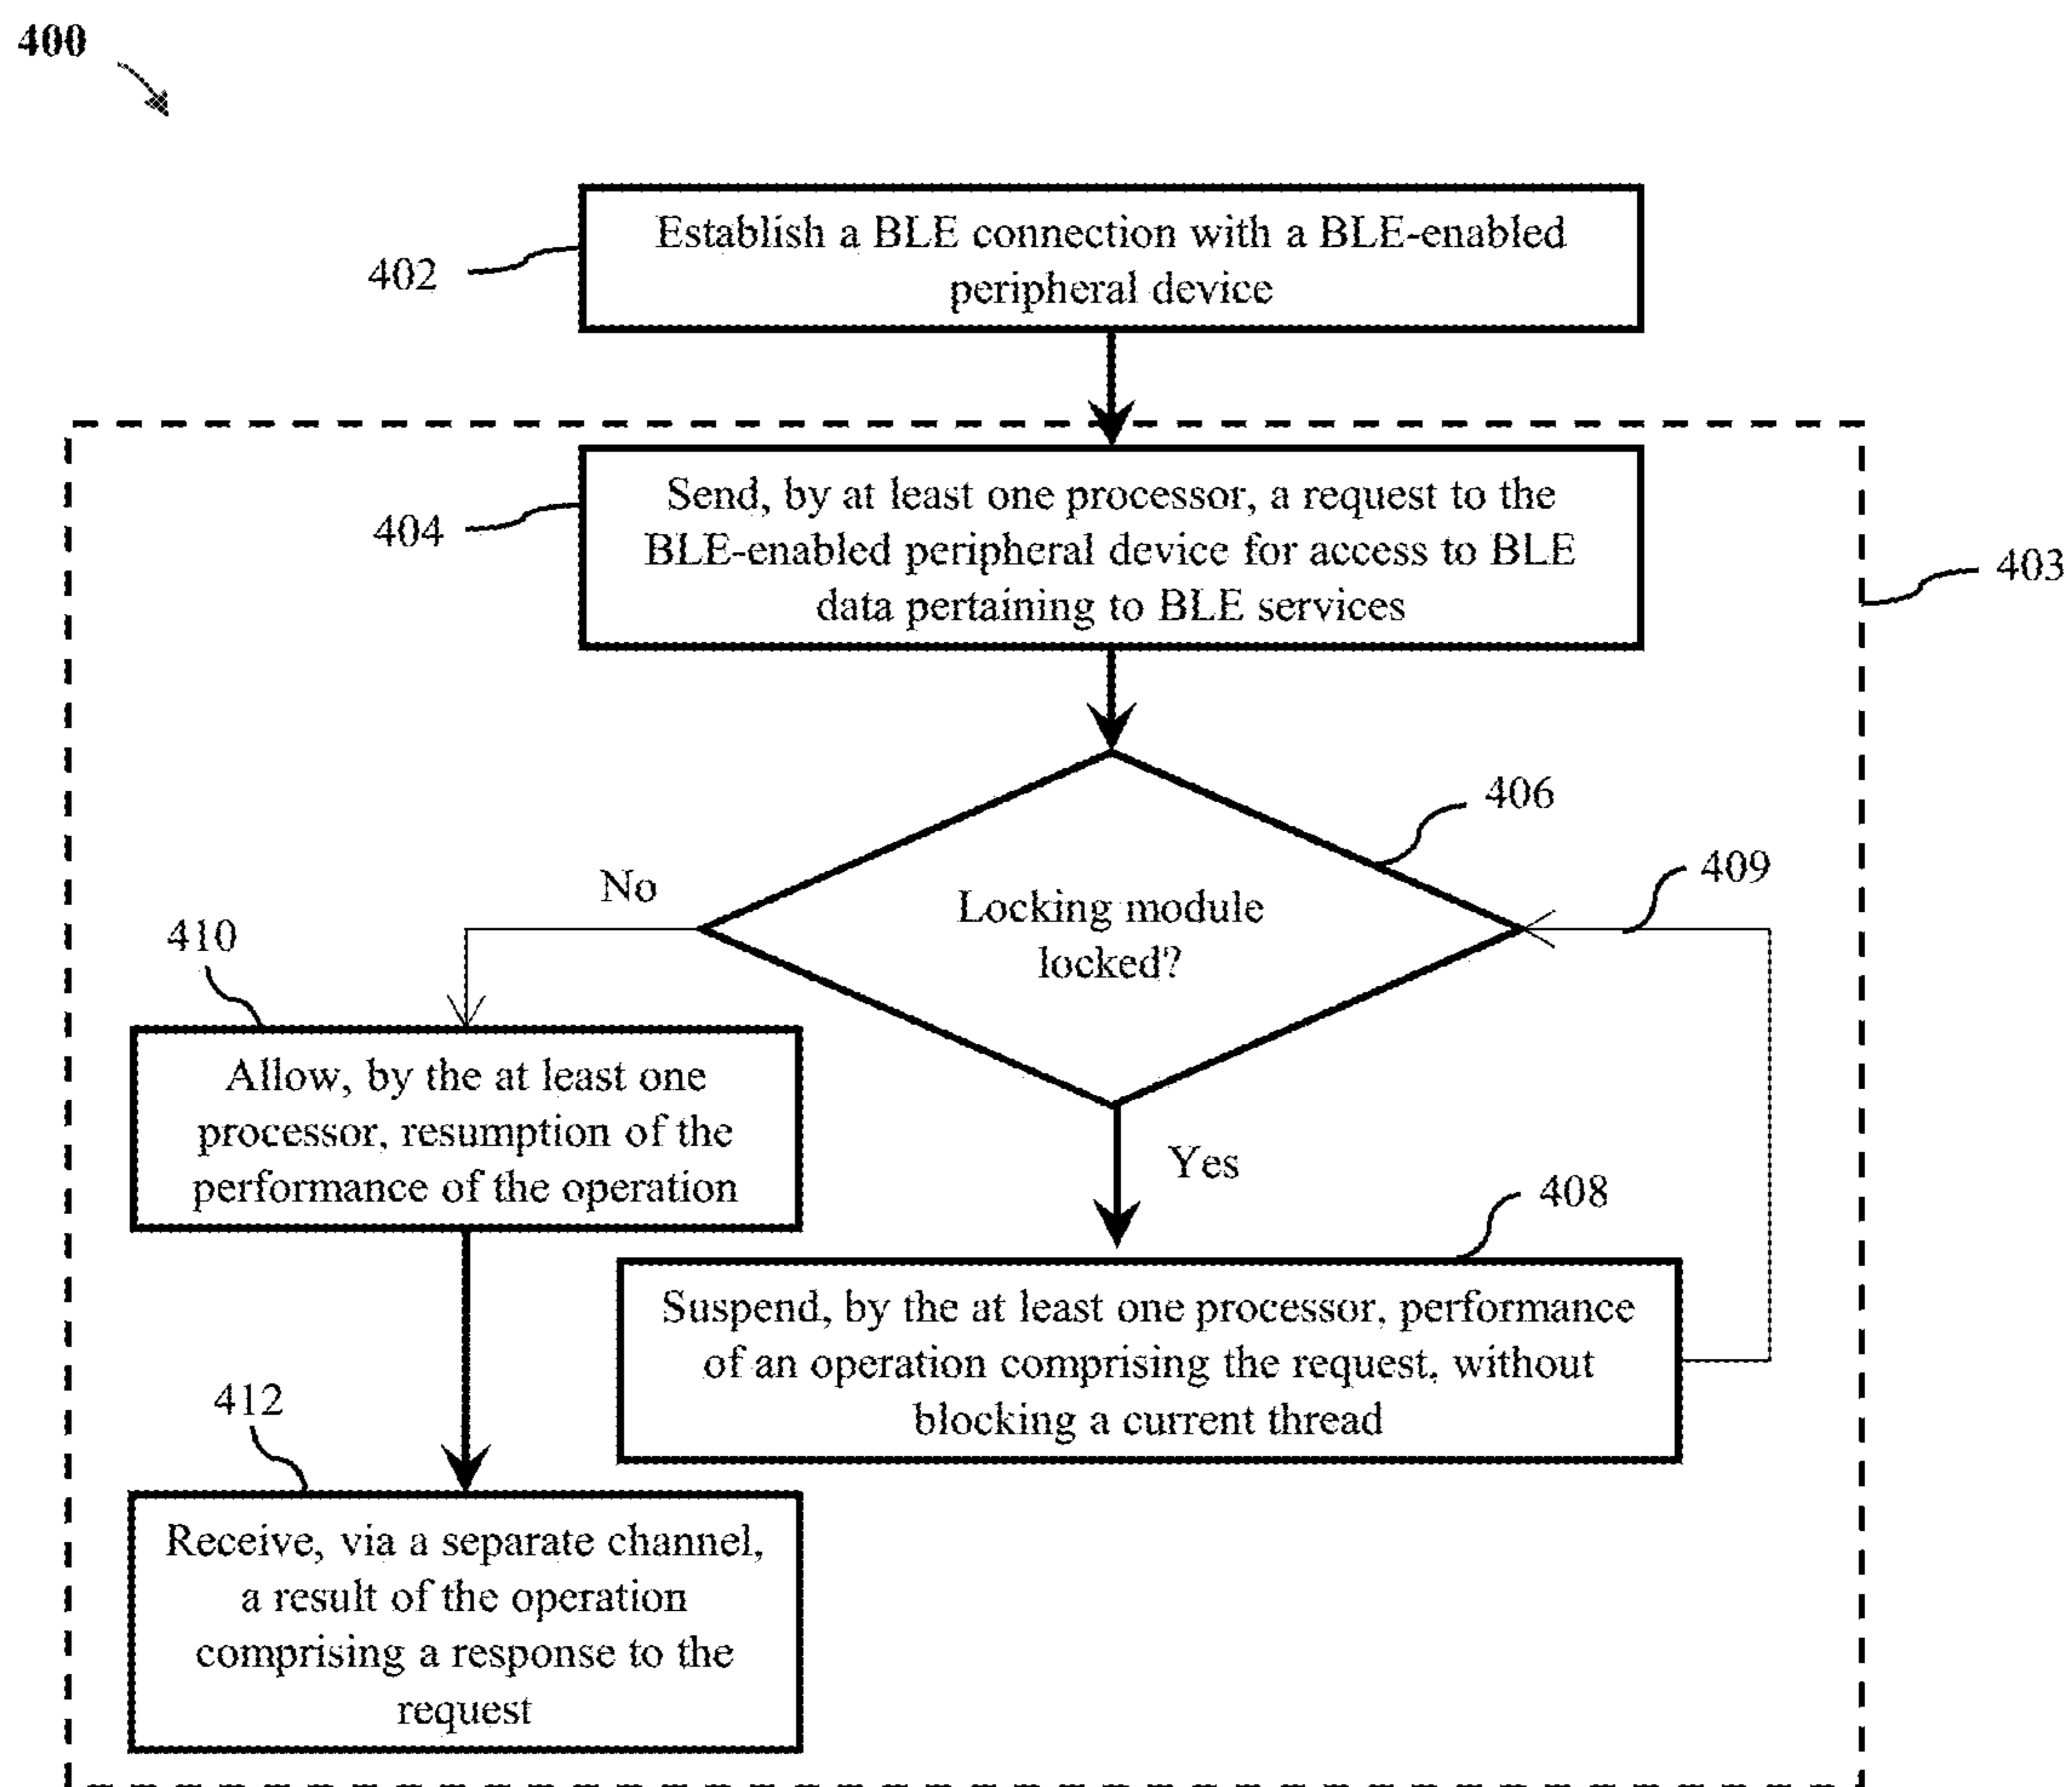 400
Establish a BLE connection with a BLE-enabled
peripheral device
402
Send, by at least one processor, a request to the
BLE-enabled peripheral device for access to BLE
data pertaining to BLE services
404
403
406
409
Locking module
locked?
No
410
Allow, by the at least one
processor, resumption of the
performance of the operation
Yes
408
Suspend, by the at least one processor, performance
of an operation comprising the request, without
blocking a current thread
412
Receive, via a separate channel,
a result of the operation
comprising a response to the
request